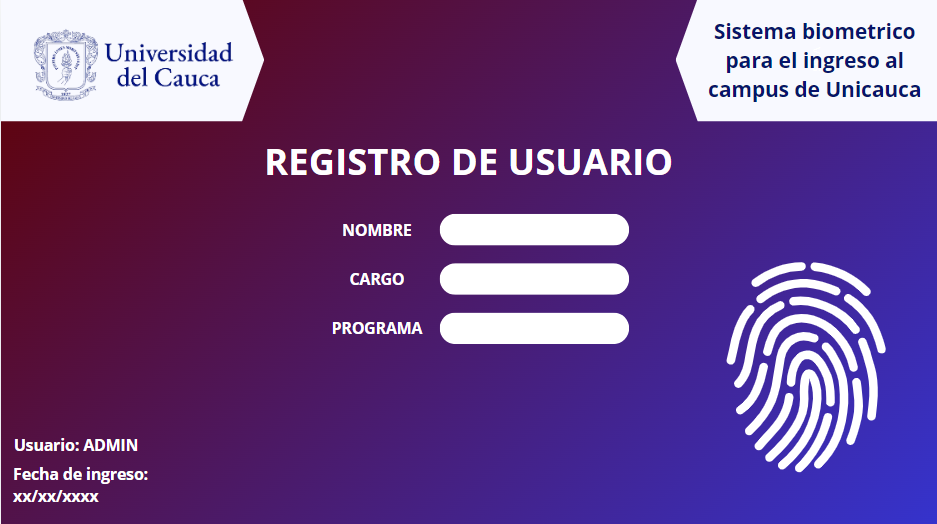 Universidad
del Cauca
Sistema biometrico
para el ingreso al
campus de Unicauca
REGISTRO DE USUARIO
NOMBRE
CARGO
PROGRAMA
Usuario: ADMIN
Fecha de ingreso:
xx/xx/xxxx